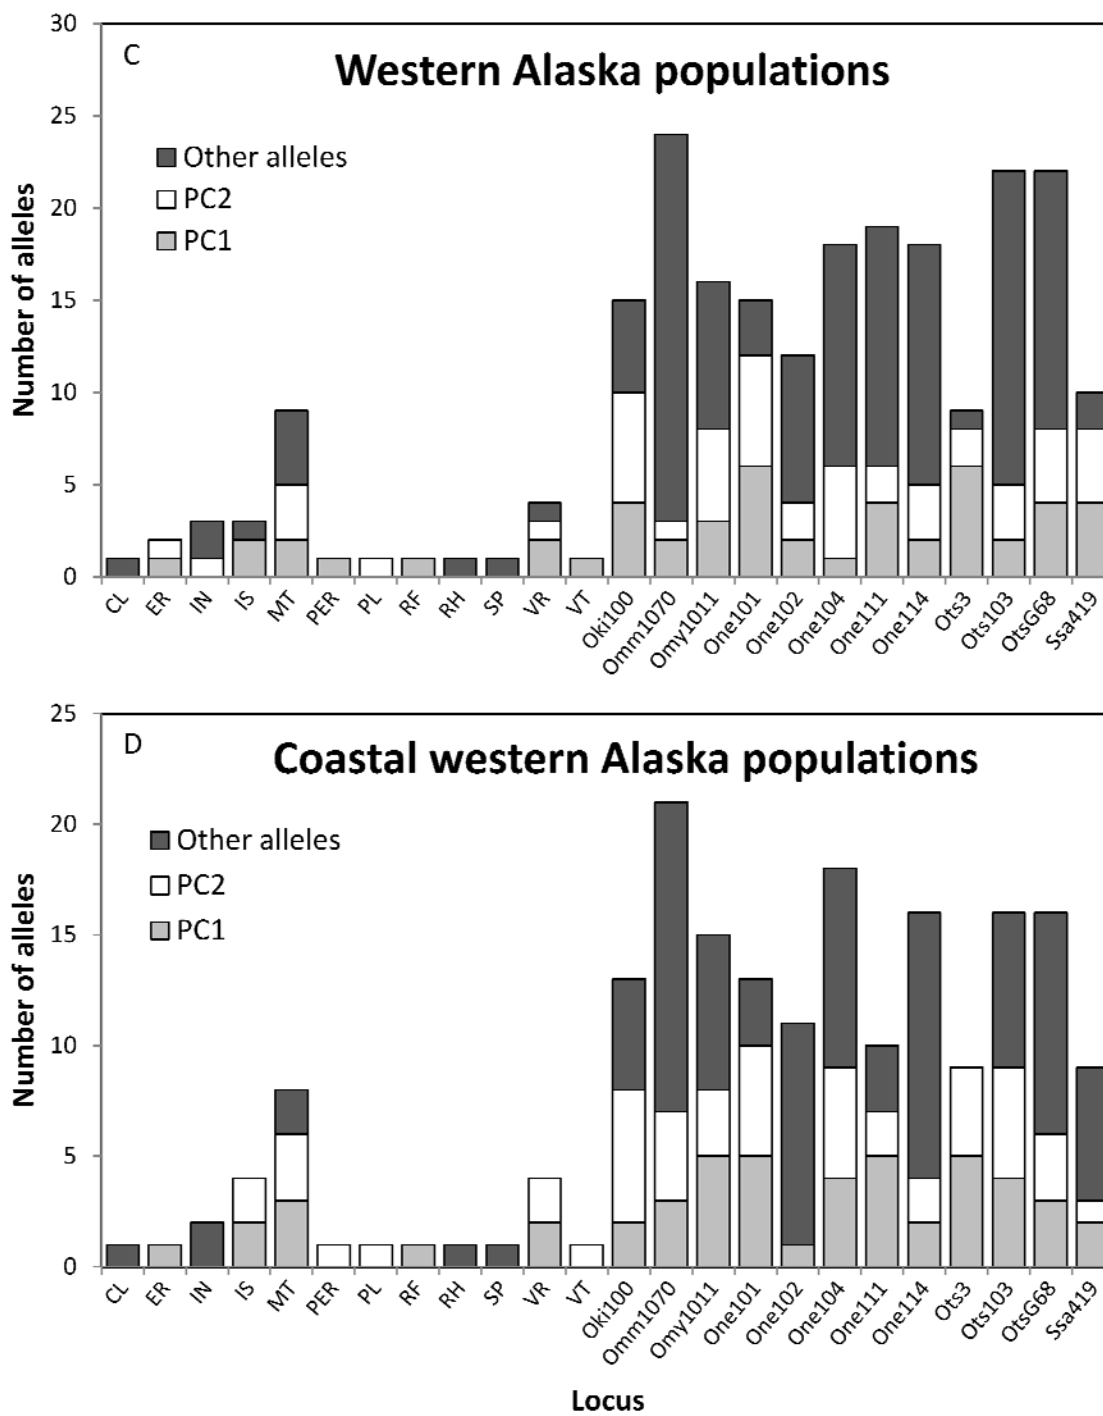 C
Western Alaska populations
Number of alleles
30
25
20
15
10
5
0
Other alleles
PC2
PC1
CL ER IN IS MT PER PL RF RH SP VR VT Oki100 Omm1070 Omy1011 One101 One102 One104 One111 One114 Ots3 Ots103 OtsG68 Ssa419
D
Coastal western Alaska populations
Number of alleles
25
20
15
10
5
0
Other alleles
PC2
PC1
CL ER IN IS MT PER PL RF RH SP VR VT Oki100 Omm1070 Omy1011 One101 One102 One104 One111 One114 Ots3 Ots103 OtsG68 Ssa419
Locus